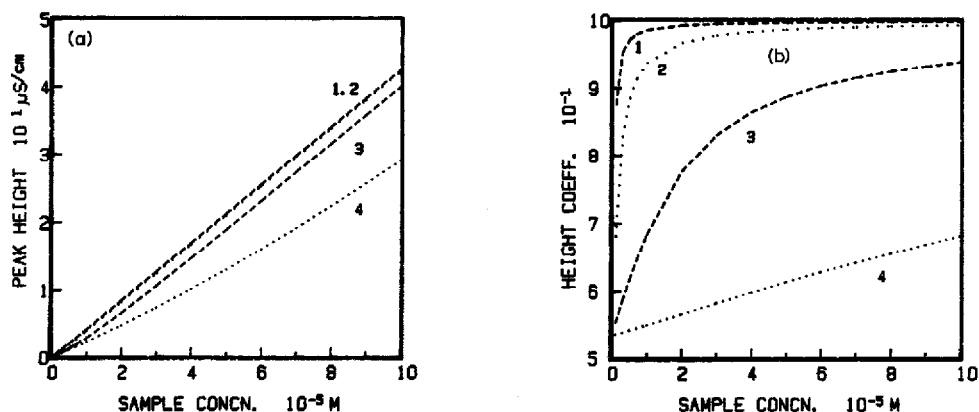 (a)
5
4
3
2
1
0
PEAK HEIGHT 10¹ µS/cm
1.2
3
4
0 2 4 6 8 10
SAMPLE CONCN. 10⁻⁵ M
(b)
10
9
8
7
6
5
HEIGHT COEFF. 10⁻¹
1
2
3
4
0 2 4 6 8 10
SAMPLE CONCN. 10⁻⁵ M